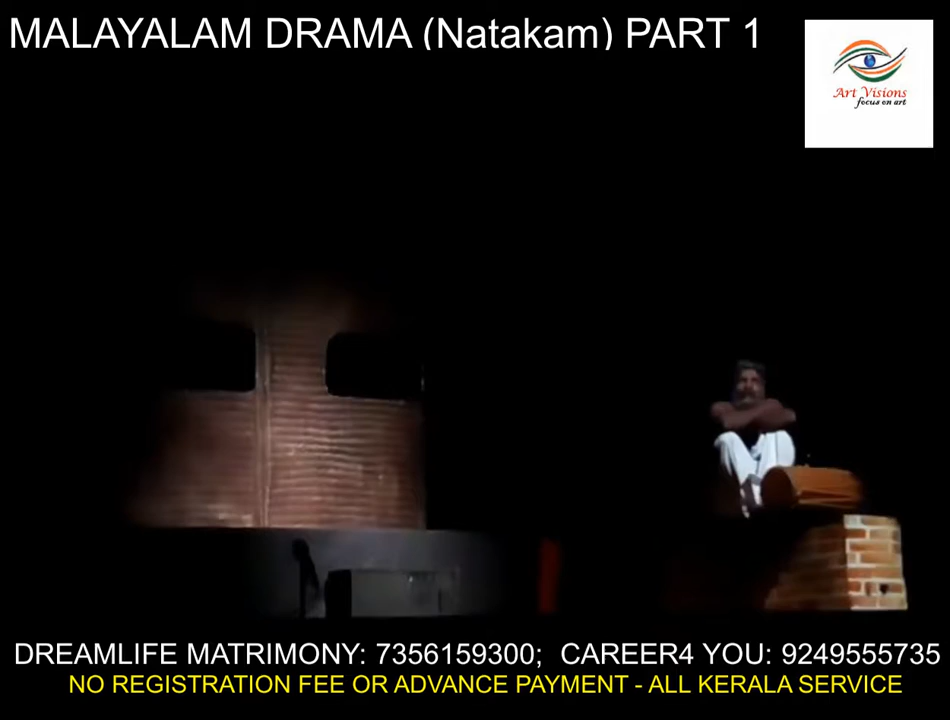 MALAYALAM DRAMA (Natakam) PART 1
Art Visions
focus on art
DREAMLIFE MATRIMONY: 7356159300; CAREER4 YOU: 9249555735
NO REGISTRATION FEE OR ADVANCE PAYMENT - ALL KERALA SERVICE